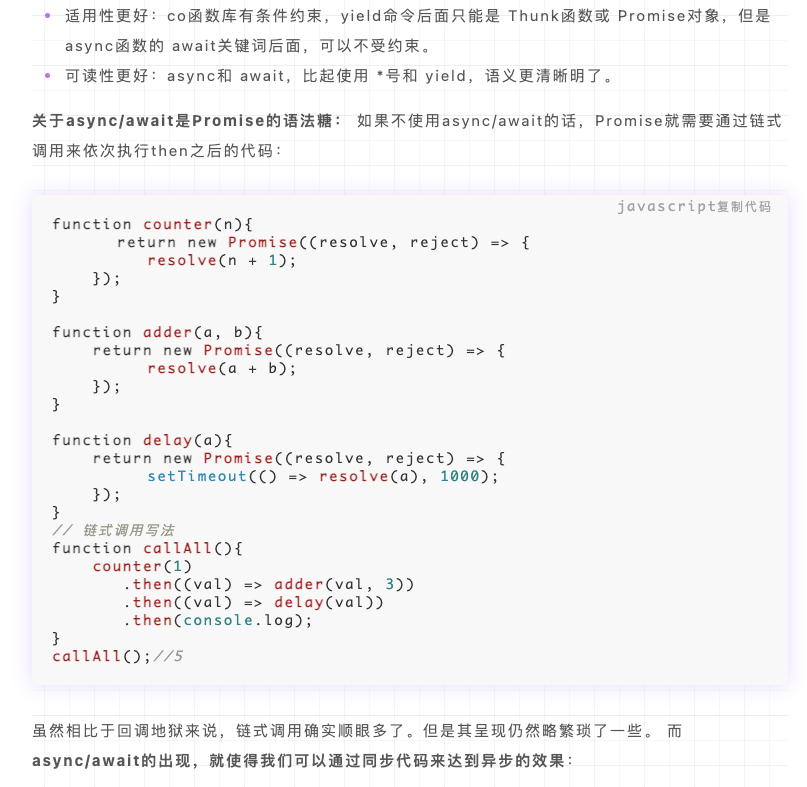 适用性更好：co函数库有条件约束，yield命令后面只能是 Thunk函数或 Promise对象，但是
async函数的 await关键词后面，可以不受约束。
可读性更好：async和 await，比起使用 *号和 yield，语义更清晰明了。
关于async/await是Promise的语法糖： 如果不使用async/await的话，Promise就需要通过链式
调用来依次执行then之后的代码：
javascript复制代码
function counter(n){
return new Promise((resolve, reject) => {
resolve(n + 1);
});
}
function adder(a, b){
return new Promise((resolve, reject) => {
resolve(a + b);
});
}
function delay(a){
return new Promise((resolve, reject) => {
setTimeout(() => resolve(a), 1000);
});
}
// 链式调用写法
function callAll(){
counter(1)
.then((val) => adder(val, 3))
.then((val) => delay(val))
.then(console.log);
}
callAll();//5
虽然相比于回调地狱来说，链式调用确实顺眼多了。但是其呈现仍然略繁琐了一些。 而
async/await的出现，就使得我们可以通过同步代码来达到异步的效果：